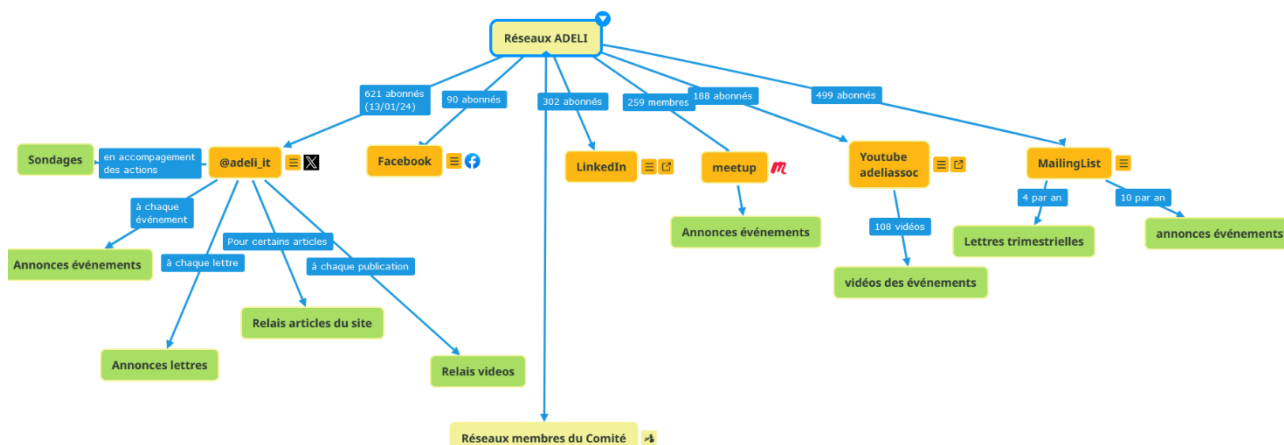 Réseaux ADELI
621 abonnés
(13/01/24)
90 abonnés
302 abonnés
259 membres
188 abonnés
499 abonnés
Sondages
en accompagement
des actions
@adeli_it
Facebook
LinkedIn
meetup
Youtube
adeliassoc
MailingList
à chaque
événement
4 par an
10 par an
Annonces événements
à chaque lettre
Pour certains articles
à chaque publication
Annonces événements
108 vidéos
Lettres trimestrielles
annonces événements
vidéos des événements
Relais articles du site
Annonces lettres
Relais videos
Réseaux membres du Comité